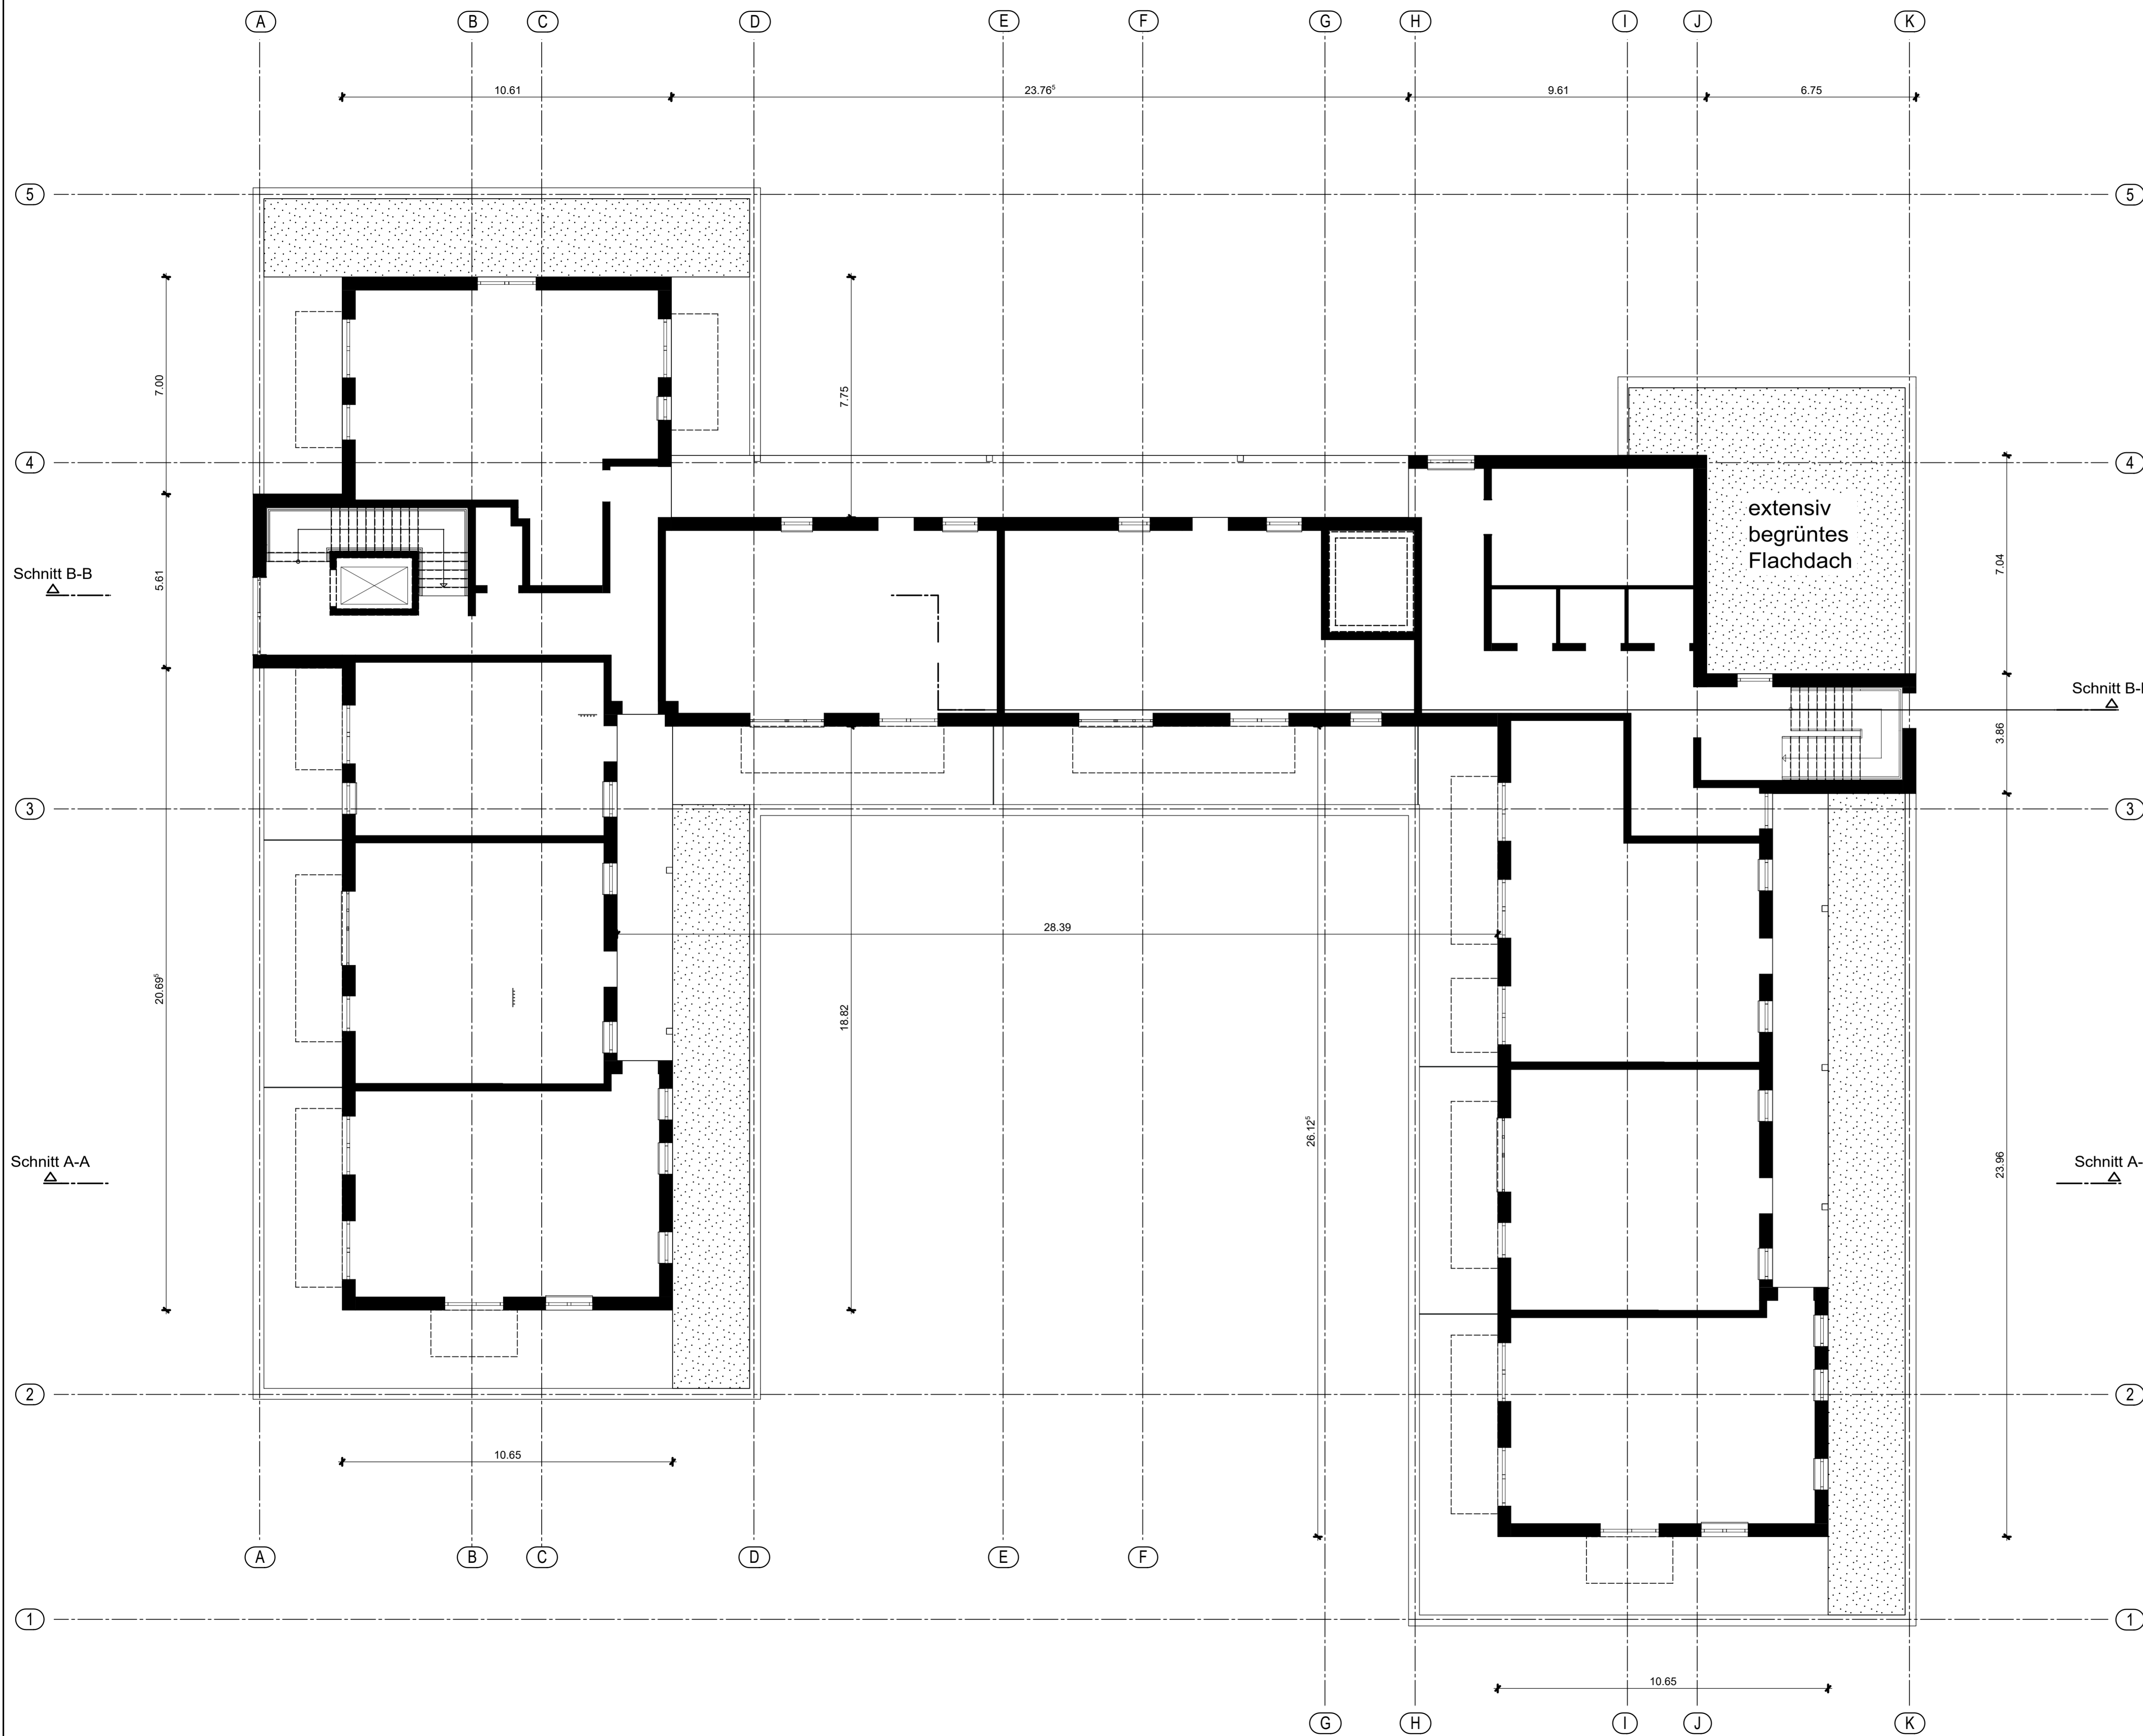 A B C D E F G H I J K
10.61 23.76⁵ 9.61 6.75
5 5
7.00 7.75
4 4
extensiv
begrüntes
Flachdach
Schnitt B-B
5.61 7.04
Schnitt B-
3.86
3 3
28.39
20.69⁵ 18.82
26.12⁵ 23.96
Schnitt A-A Schnitt A-
2 2
10.65
A B C D E F
1 1
10.65
G H I J K